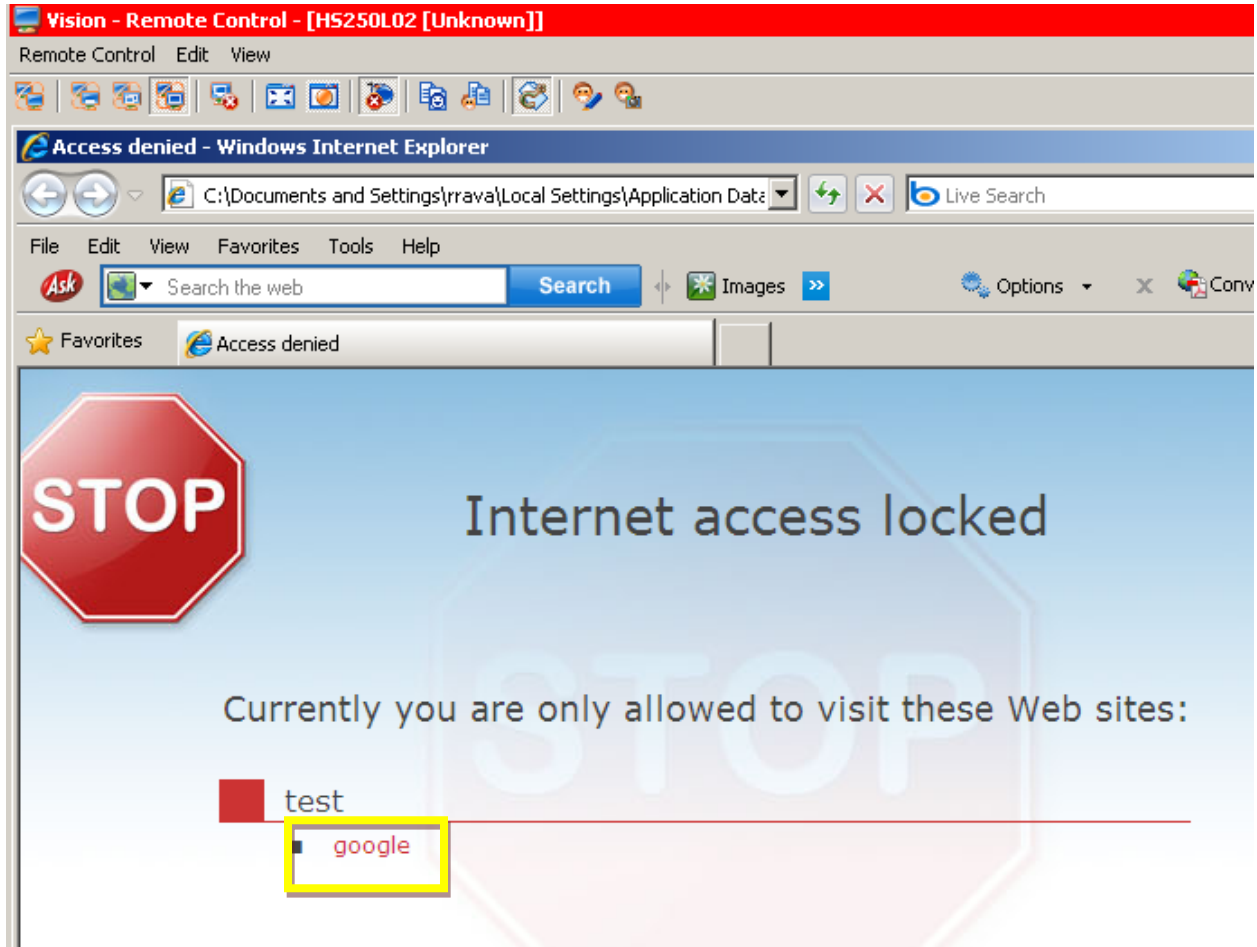 Vision - Remote Control - [HS250L02 [Unknown]]
Remote Control Edit View
Access denied - Windows Internet Explorer
C:\Documents and Settings\rrava\Local Settings\Application Data Live Search
File Edit View Favorites Tools Help
Ask Search the web Search Images Options Conv
Favorites Access denied
STOP
Internet access locked
STOP
Currently you are only allowed to visit these Web sites:
test
google